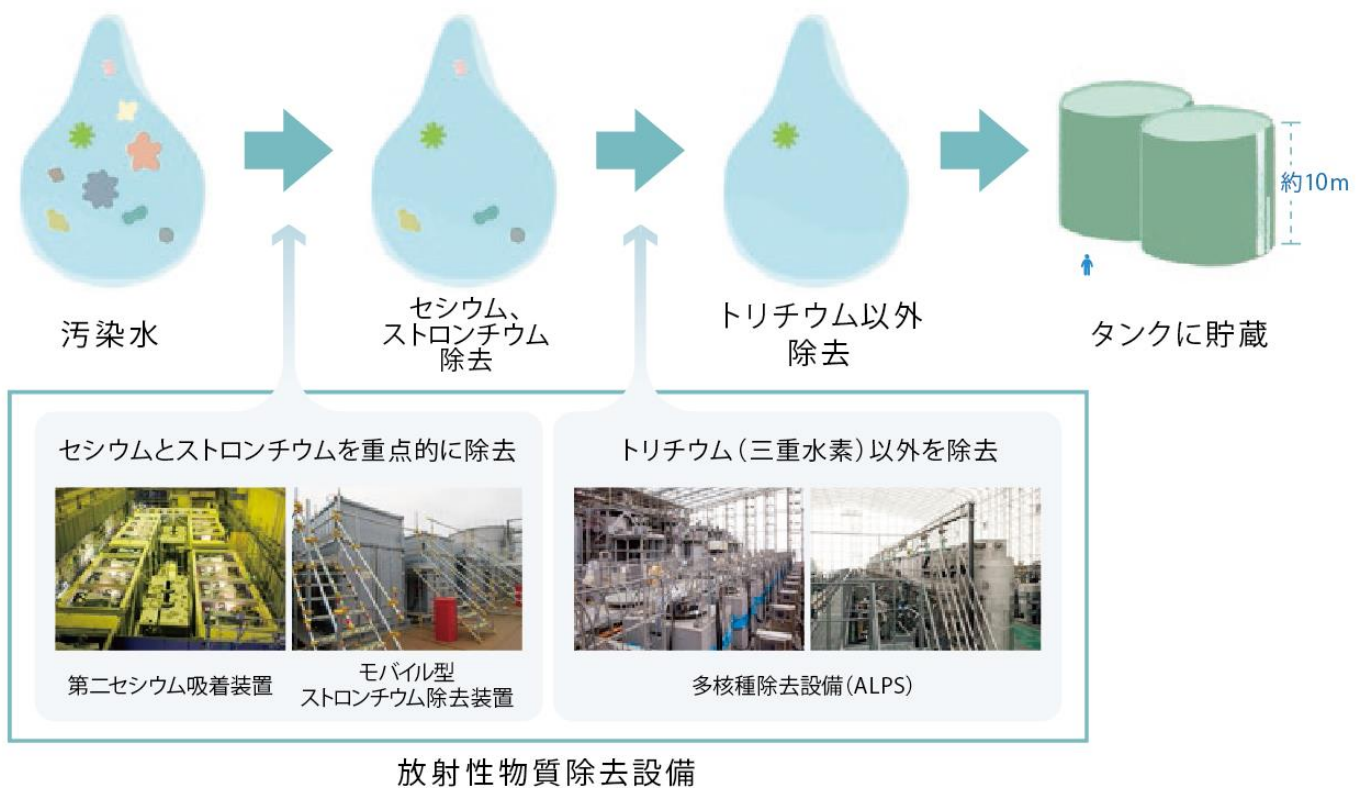 約10m
汚染水
セシウム、
ストロンチウム
除去
トリチウム以外
除去
タンクに貯蔵
セシウムとストロンチウムを重点的に除去
トリチウム（三重水素）以外を除去
第二セシウム吸着装置
モバイル型
ストロンチウム除去装置
多核種除去設備（ALPS）
放射性物質除去設備